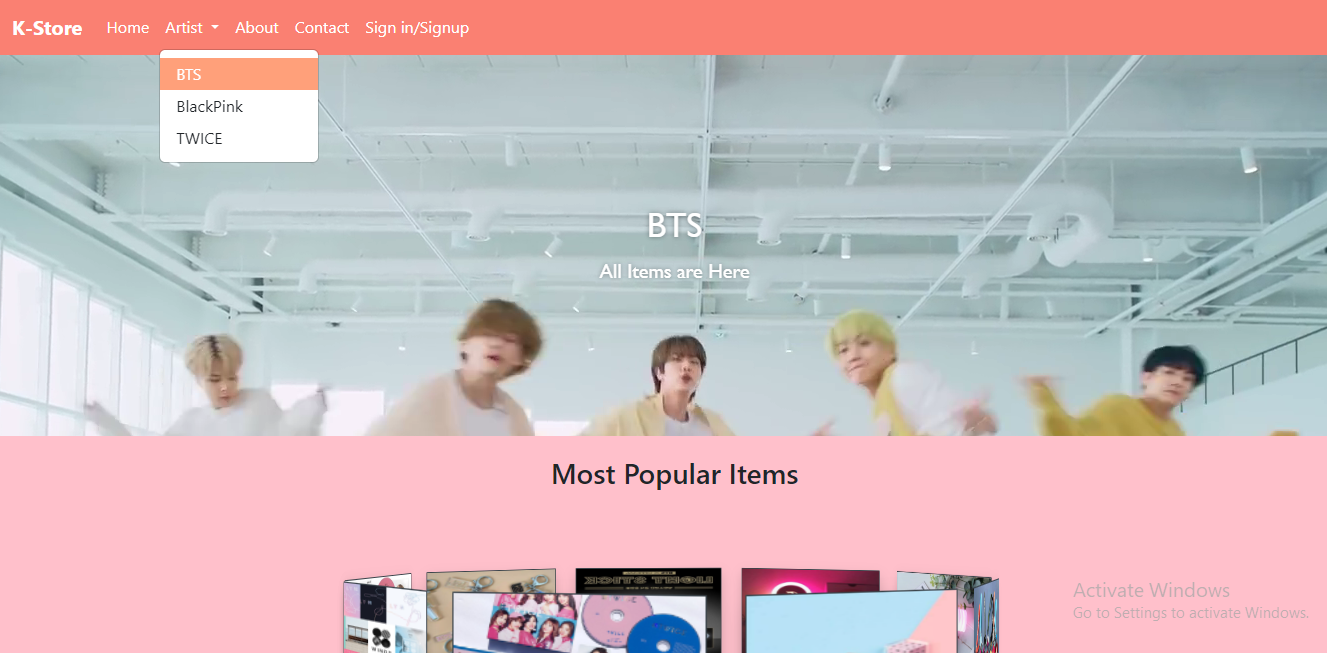 K-Store Home Artist About Contact Sign in/Signup
BTS
BlackPink
TWICE
BTS
All Items are Here
Most Popular Items
Activate Windows
Go to Settings to activate Windows.